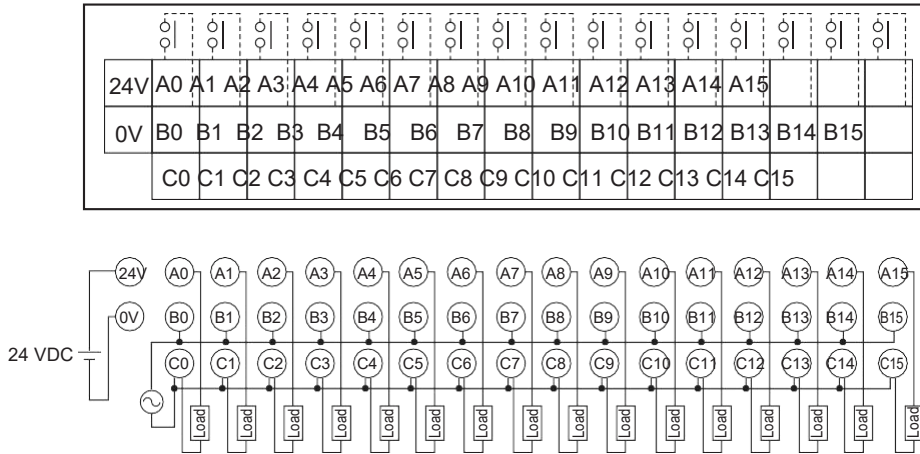 24V A0 A1 A2 A3 A4 A5 A6 A7 A8 A9 A10 A11 A12 A13 A14 A15
0V B0 B1 B2 B3 B4 B5 B6 B7 B8 B9 B10 B11 B12 B13 B14 B15
C0 C1 C2 C3 C4 C5 C6 C7 C8 C9 C10 C11 C12 C13 C14 C15
24V A0 A1 A2 A3 A4 A5 A6 A7 A8 A9 A10 A11 A12 A13 A14 A15
0V B0 B1 B2 B3 B4 B5 B6 B7 B8 B9 B10 B11 B12 B13 B14 B15
24 VDC
C0 C1 C2 C3 C4 C5 C6 C7 C8 C9 C10 C11 C12 C13 C14 C15
Load Load Load Load Load Load Load Load Load Load Load Load Load Load Load Load